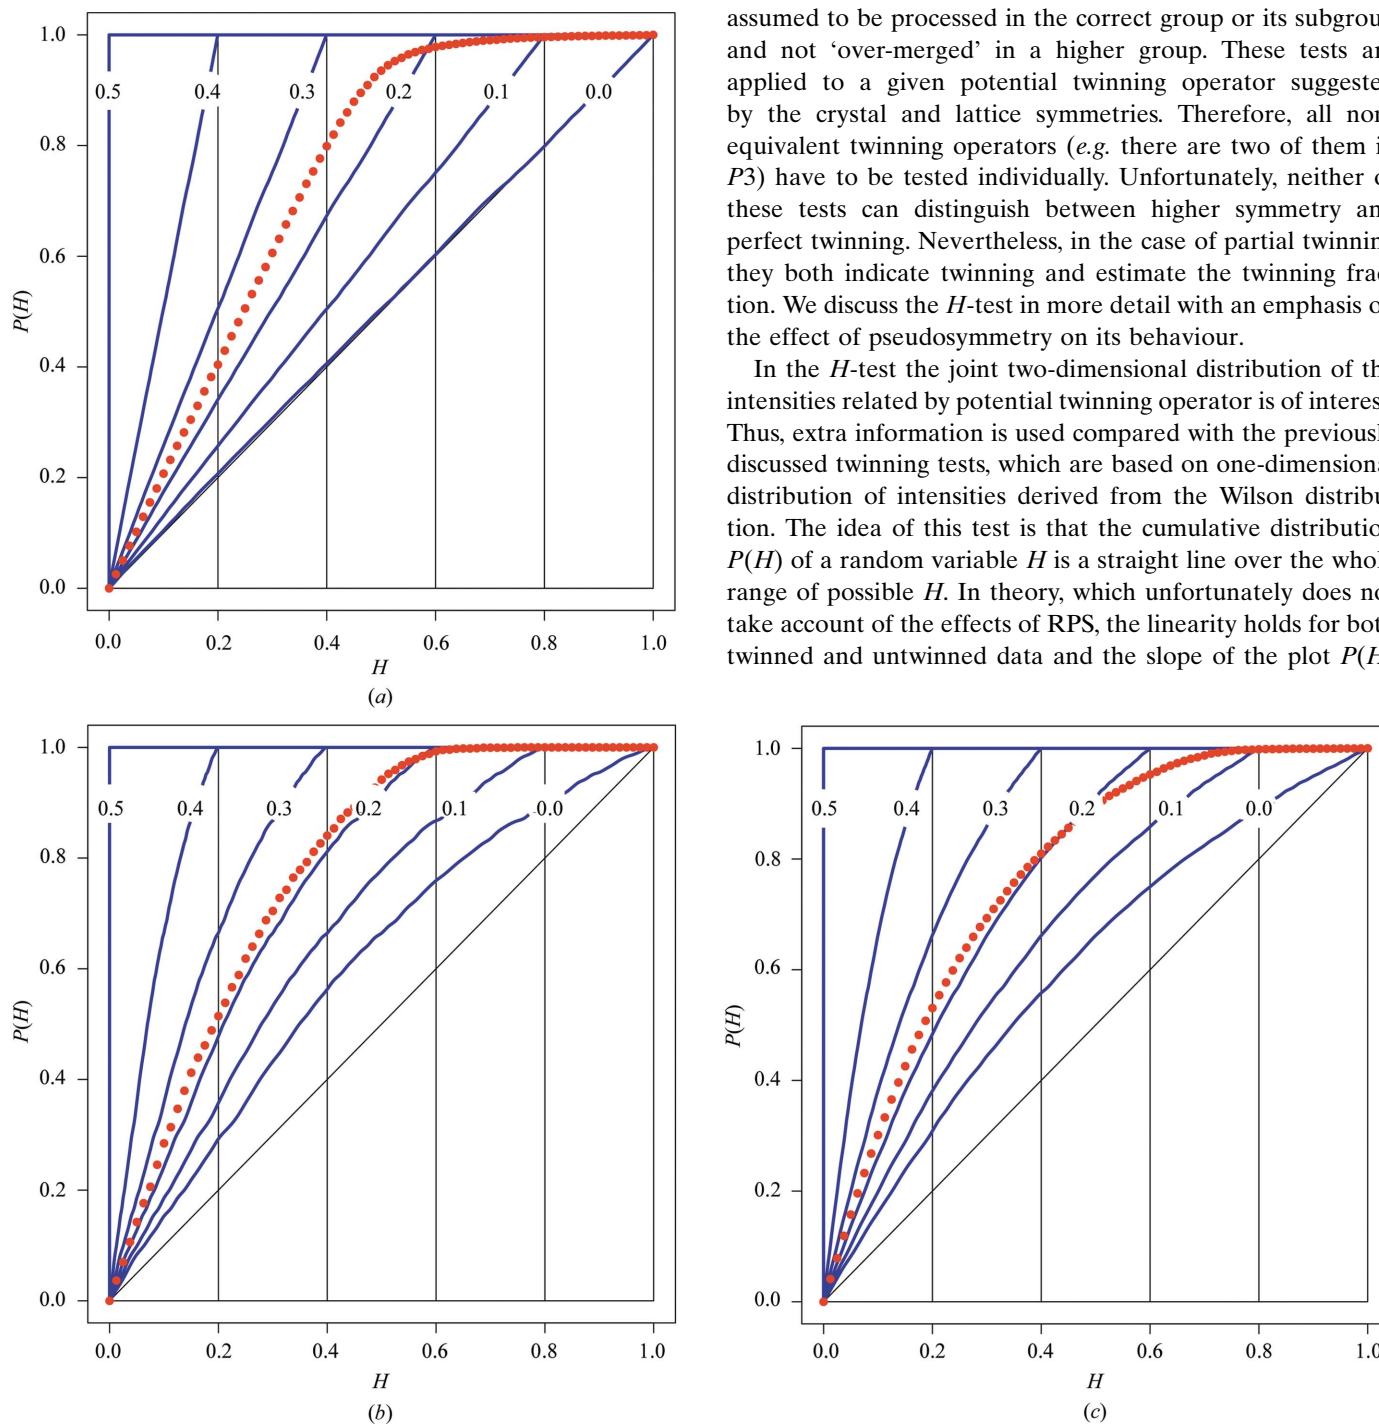 1.0
0.5 0.4 0.3 0.2 0.1 0.0
0.8
0.6
P(H)
0.4
0.2
0.0
0.0 0.2 0.4 0.6 0.8 1.0
H
(a)
assumed to be processed in the correct group or its subgrou
and not ‘over-merged’ in a higher group. These tests ar
applied to a given potential twinning operator suggeste
by the crystal and lattice symmetries. Therefore, all non
equivalent twinning operators (e.g. there are two of them i
P3) have to be tested individually. Unfortunately, neither o
these tests can distinguish between higher symmetry an
perfect twinning. Nevertheless, in the case of partial twinnin
they both indicate twinning and estimate the twinning frac
tion. We discuss the H-test in more detail with an emphasis o
the effect of pseudosymmetry on its behaviour.
In the H-test the joint two-dimensional distribution of th
intensities related by potential twinning operator is of interes
Thus, extra information is used compared with the previousl
discussed twinning tests, which are based on one-dimensiona
distribution of intensities derived from the Wilson distribu
tion. The idea of this test is that the cumulative distributio
P(H) of a random variable H is a straight line over the whol
range of possible H. In theory, which unfortunately does no
take account of the effects of RPS, the linearity holds for bot
twinned and untwinned data and the slope of the plot P(H
1.0
0.5 0.4 0.3 0.2 0.1 0.0
0.8
0.6
P(H)
0.4
0.2
0.0
0.0 0.2 0.4 0.6 0.8 1.0
H
(b)
1.0
0.5 0.4 0.3 0.2 0.1 0.0
0.8
0.6
P(H)
0.4
0.2
0.0
0.0 0.2 0.4 0.6 0.8 1.0
H
(c)